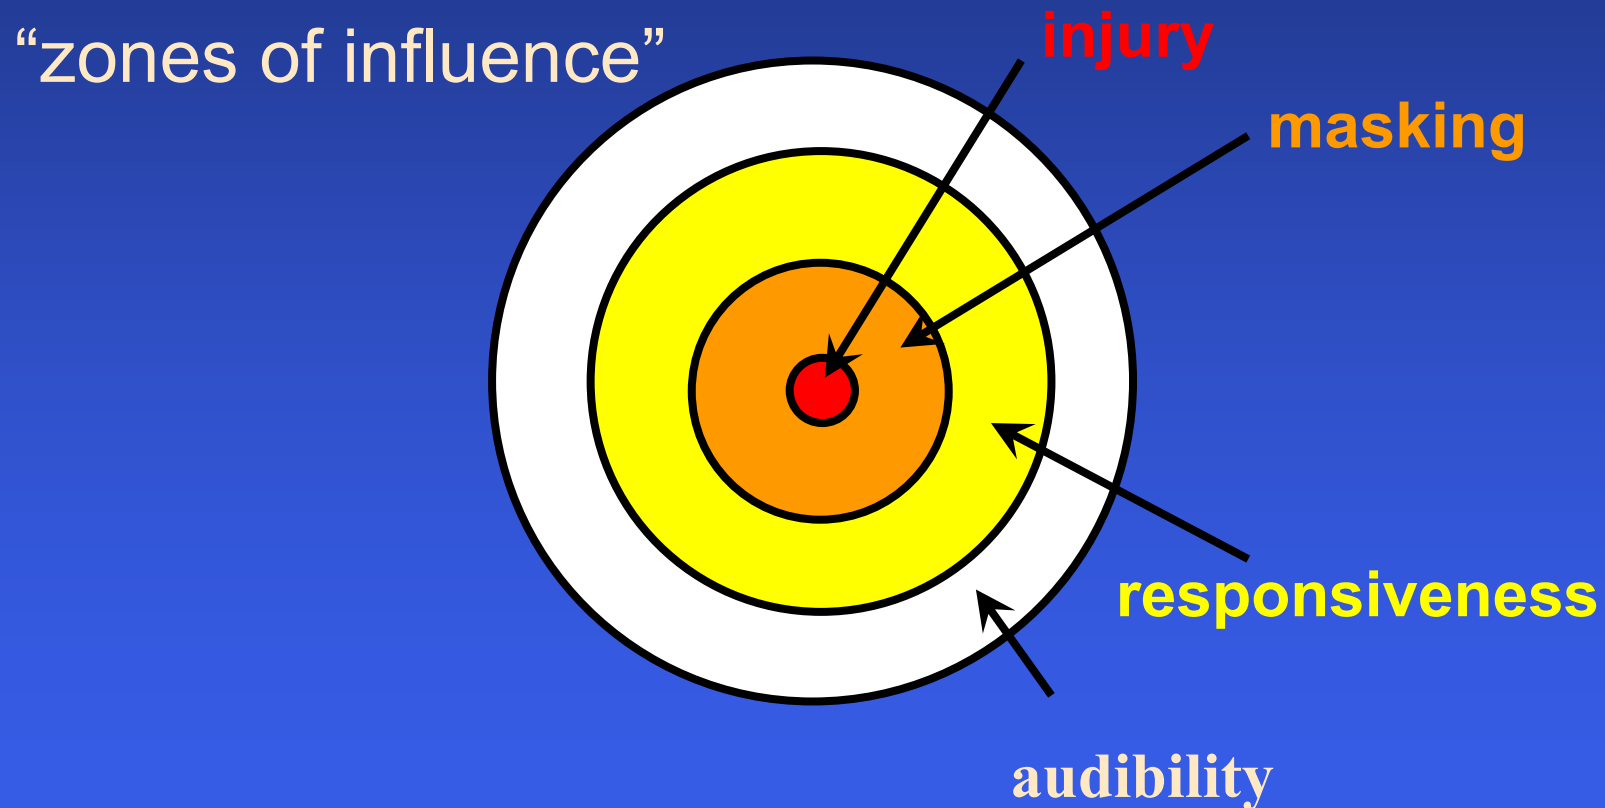 “zones of influence”
injury
masking
responsiveness
audibility